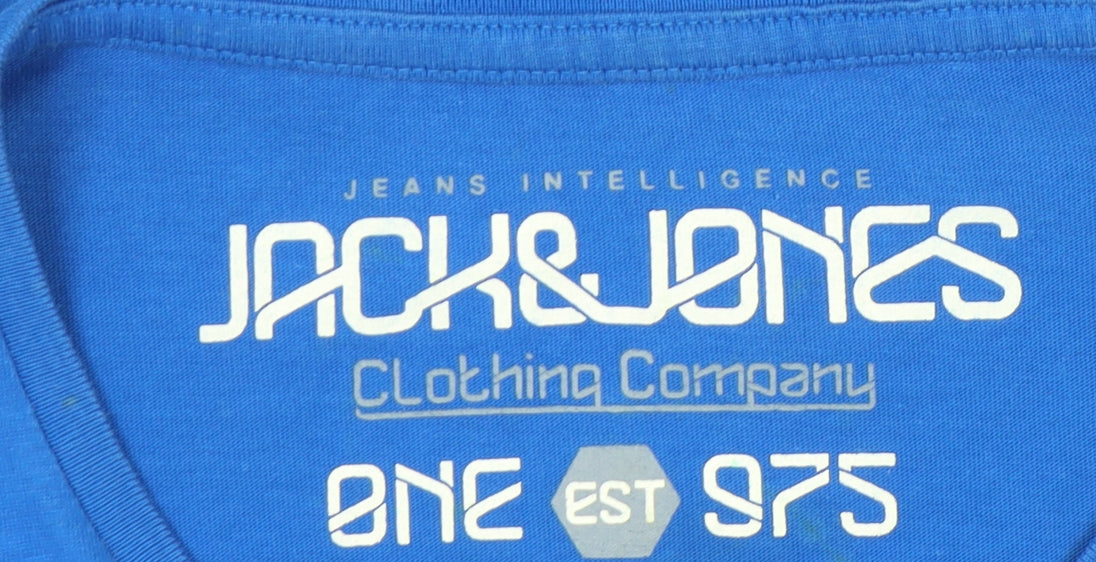 JEANS INTELLIGENCE
JACK&JONES
CLothing Company
ONE EST 975